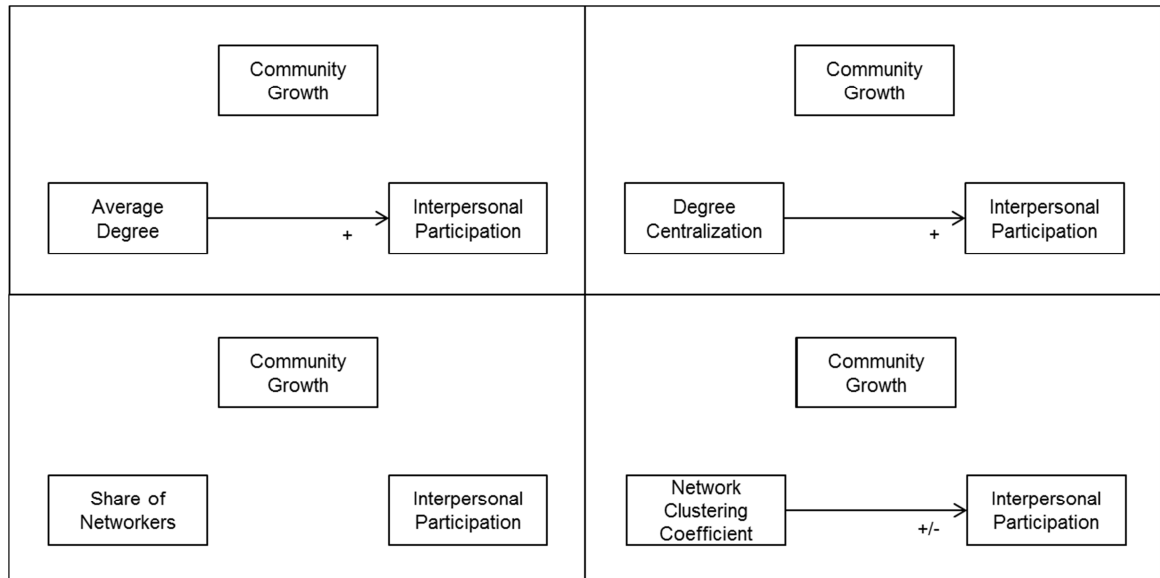 Community
Growth
Average
Degree
+
Interpersonal
Participation
Community
Growth
Degree
Centralization
+
Interpersonal
Participation
Community
Growth
Share of
Networkers
Interpersonal
Participation
Community
Growth
Network
Clustering
Coefficient
+/-
Interpersonal
Participation